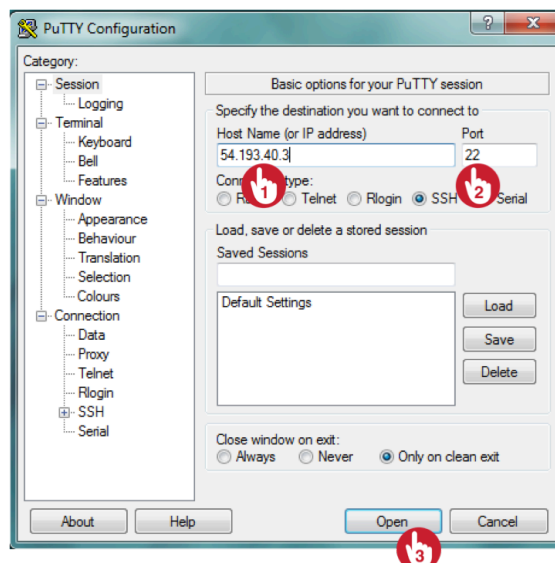 PuTTY Configuration
Category:
Session
Logging
Terminal
Keyboard
Bell
Features
Window
Appearance
Behaviour
Translation
Selection
Colours
Connection
Data
Proxy
Telnet
Rlogin
SSH
Serial
Basic options for your PuTTY session
Specify the destination you want to connect to
Host Name (or IP address) Port
54.193.40.3 22
1 2
type:
Telnet Rlogin SSH Serial
Load, save or delete a stored session
Saved Sessions
Default Settings
Load
Save
Delete
Close window on exit:
Always Never Only on clean exit
About Help Open Cancel
3